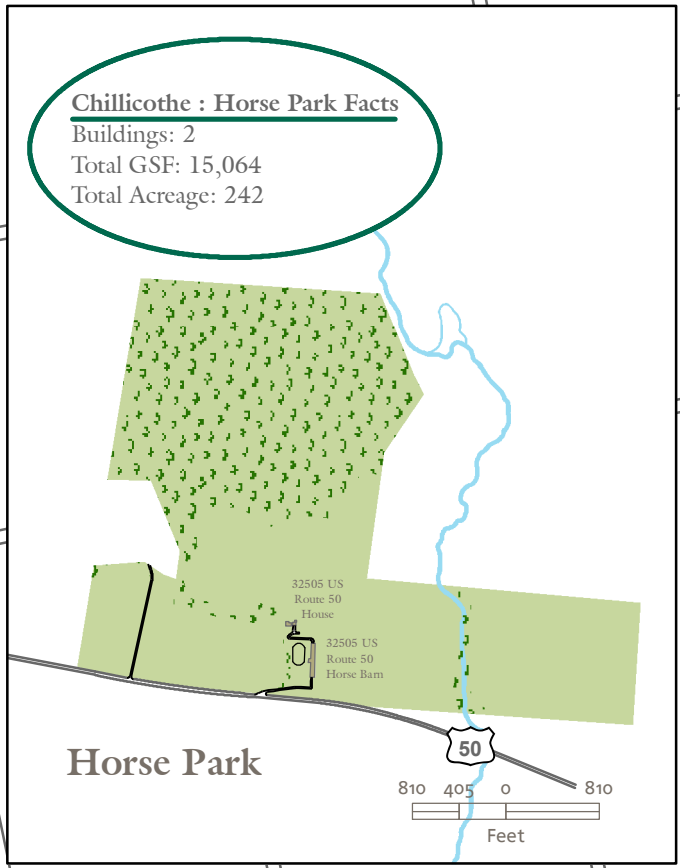 Chillicothe : Horse Park Facts
Buildings: 2
Total GSF: 15,064
Total Acreage: 242
32505 US
Route 50
House
32505 US
Route 50
Horse Barn
50
Horse Park
810 405 0 810
Feet